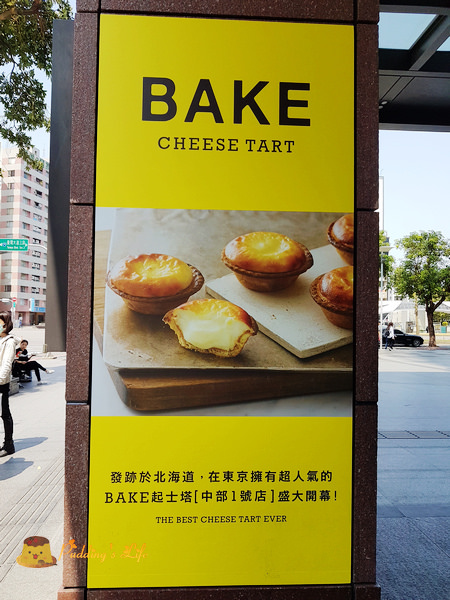 BAKE
CHEESE TART
發跡於北海道，在東京擁有超人氣的
BAKE起士塔[中部1號店]盛大開幕！
THE BEST CHEESE TART EVER
Pudding's Life